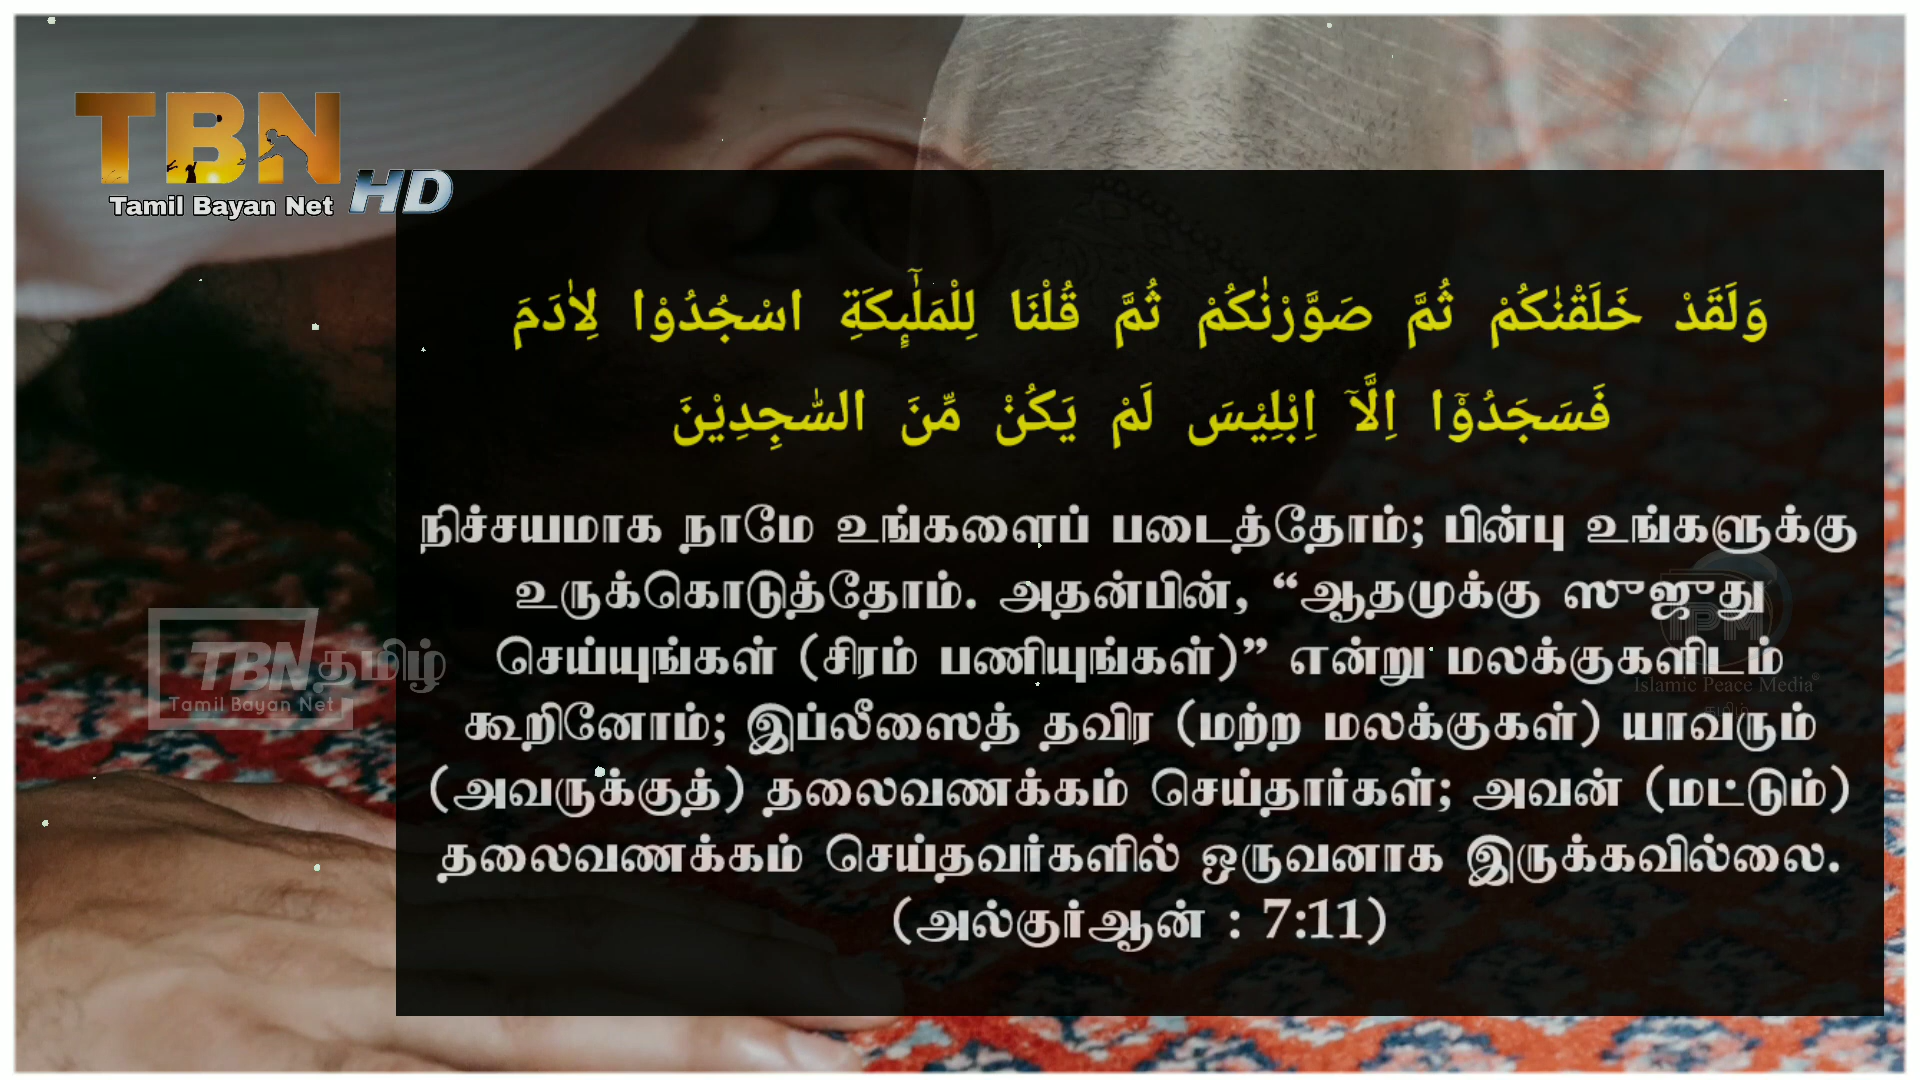 TBN HD
Tamil Bayan Net
وَلَقَدْ خَلَقْنٰكُمْ ثُمَّ صَوَّرْنٰكُمْ ثُمَّ قُلْنَا لِلْمَلٰٓىِٕكَةِ اسْجُدُوْا لِاٰدَمَ
فَسَجَدُوْٓا اِلَّاۤ اِبْلِيْسَ لَمْ يَكُنْ مِّنَ السّٰجِدِيْنَ
நிச்சயமாக நாமே உங்களைப் படைத்தோம்; பின்பு உங்களுக்கு
உருக்கொடுத்தோம். அதன்பின், “ஆதமுக்கு ஸுஜுது
செய்யுங்கள் (சிரம் பணியுங்கள்)” என்று மலக்குகளிடம்
கூறினோம்; இப்லீஸைத் தவிர (மற்ற மலக்குகள்) யாவரும்
(அவருக்குத்) தலைவணக்கம் செய்தார்கள்; அவன் (மட்டும்)
தலைவணக்கம் செய்தவர்களில் ஒருவனாக இருக்கவில்லை.
(அல்குர்ஆன் : 7:11)
TBN தமிழ்
Tamil Bayan Net
IPM
Islamic Peace Media
தமிழ்